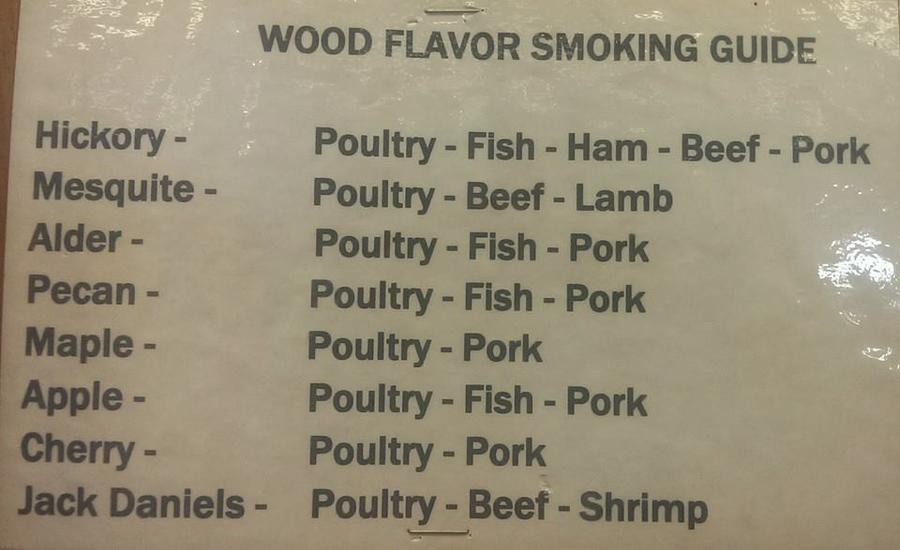 WOOD FLAVOR SMOKING GUIDE
Hickory - Poultry - Fish - Ham - Beef - Pork
Mesquite - Poultry - Beef - Lamb
Alder - Poultry - Fish - Pork
Pecan - Poultry - Fish - Pork
Maple - Poultry - Pork
Apple - Poultry - Fish - Pork
Cherry - Poultry - Pork
Jack Daniels - Poultry - Beef - Shrimp